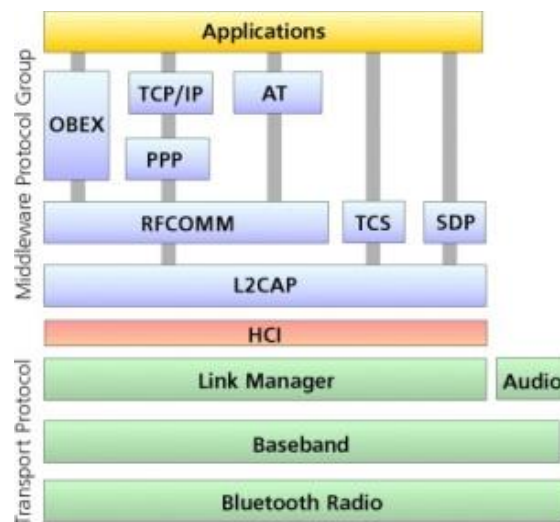 Applications
Middleware Protocol Group
OBEX
TCP/IP
AT
PPP
RFCOMM
TCS
SDP
L2CAP
HCI
Transport Protocol
Link Manager
Audio
Baseband
Bluetooth Radio